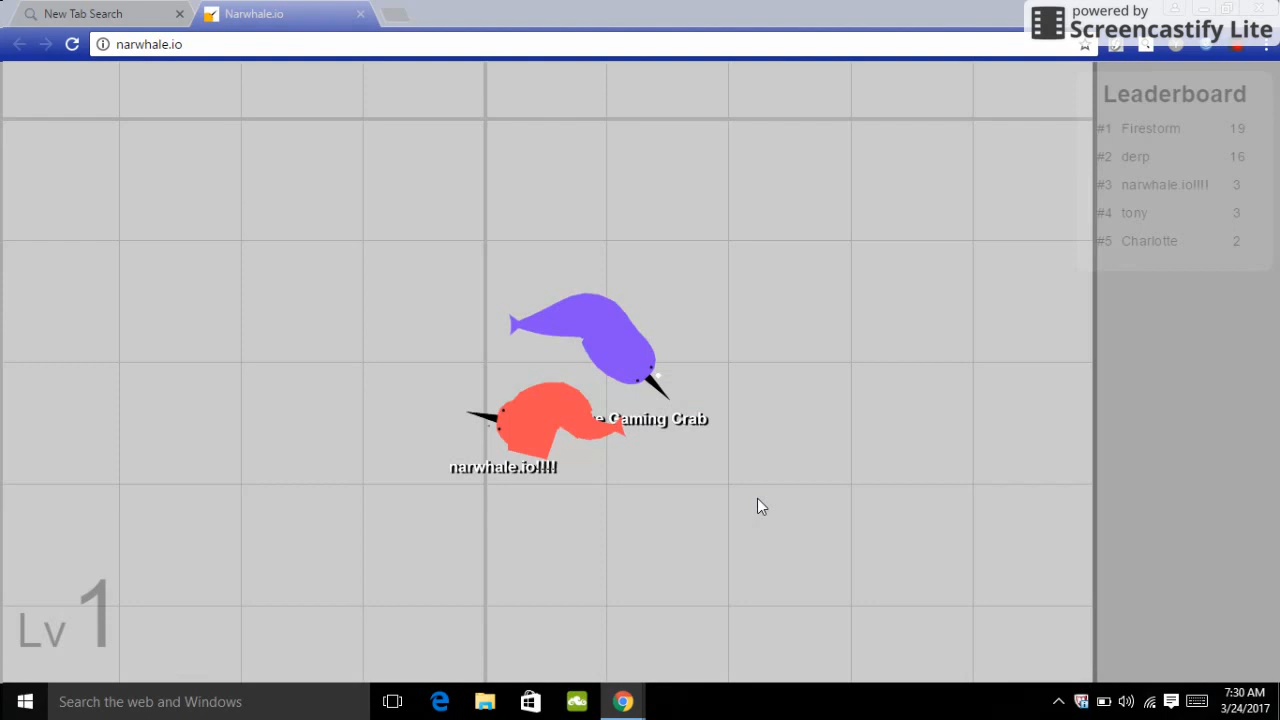 New Tab Search
Narwhale.io
powered by
Screencastify Lite
narwhale.io
Leaderboard
#1 Firestorm 19
#2 derp 16
#3 narwhale.io!!!! 3
#4 tony 3
#5 Charlotte 2
Gaming Crab
narwhale.io!!!!
Lv 1
Search the web and Windows
7:30 AM
3/24/2017